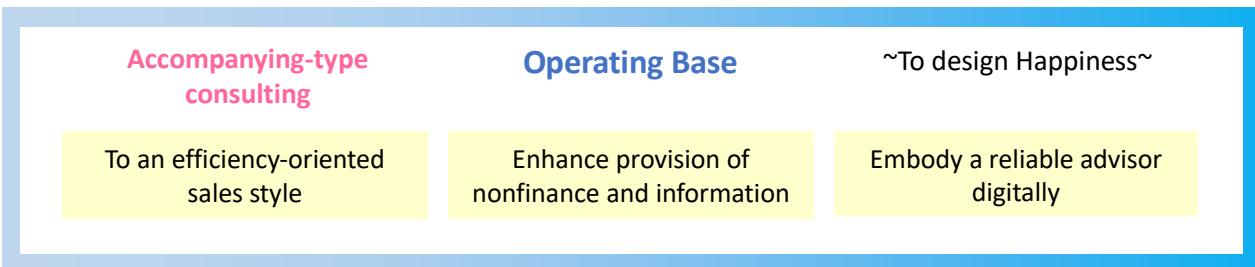 Accompanying-type
consulting
To an efficiency-oriented
sales style
Operating Base
Enhance provision of
nonfinance and information
~To design Happiness~
Embody a reliable advisor
digitally